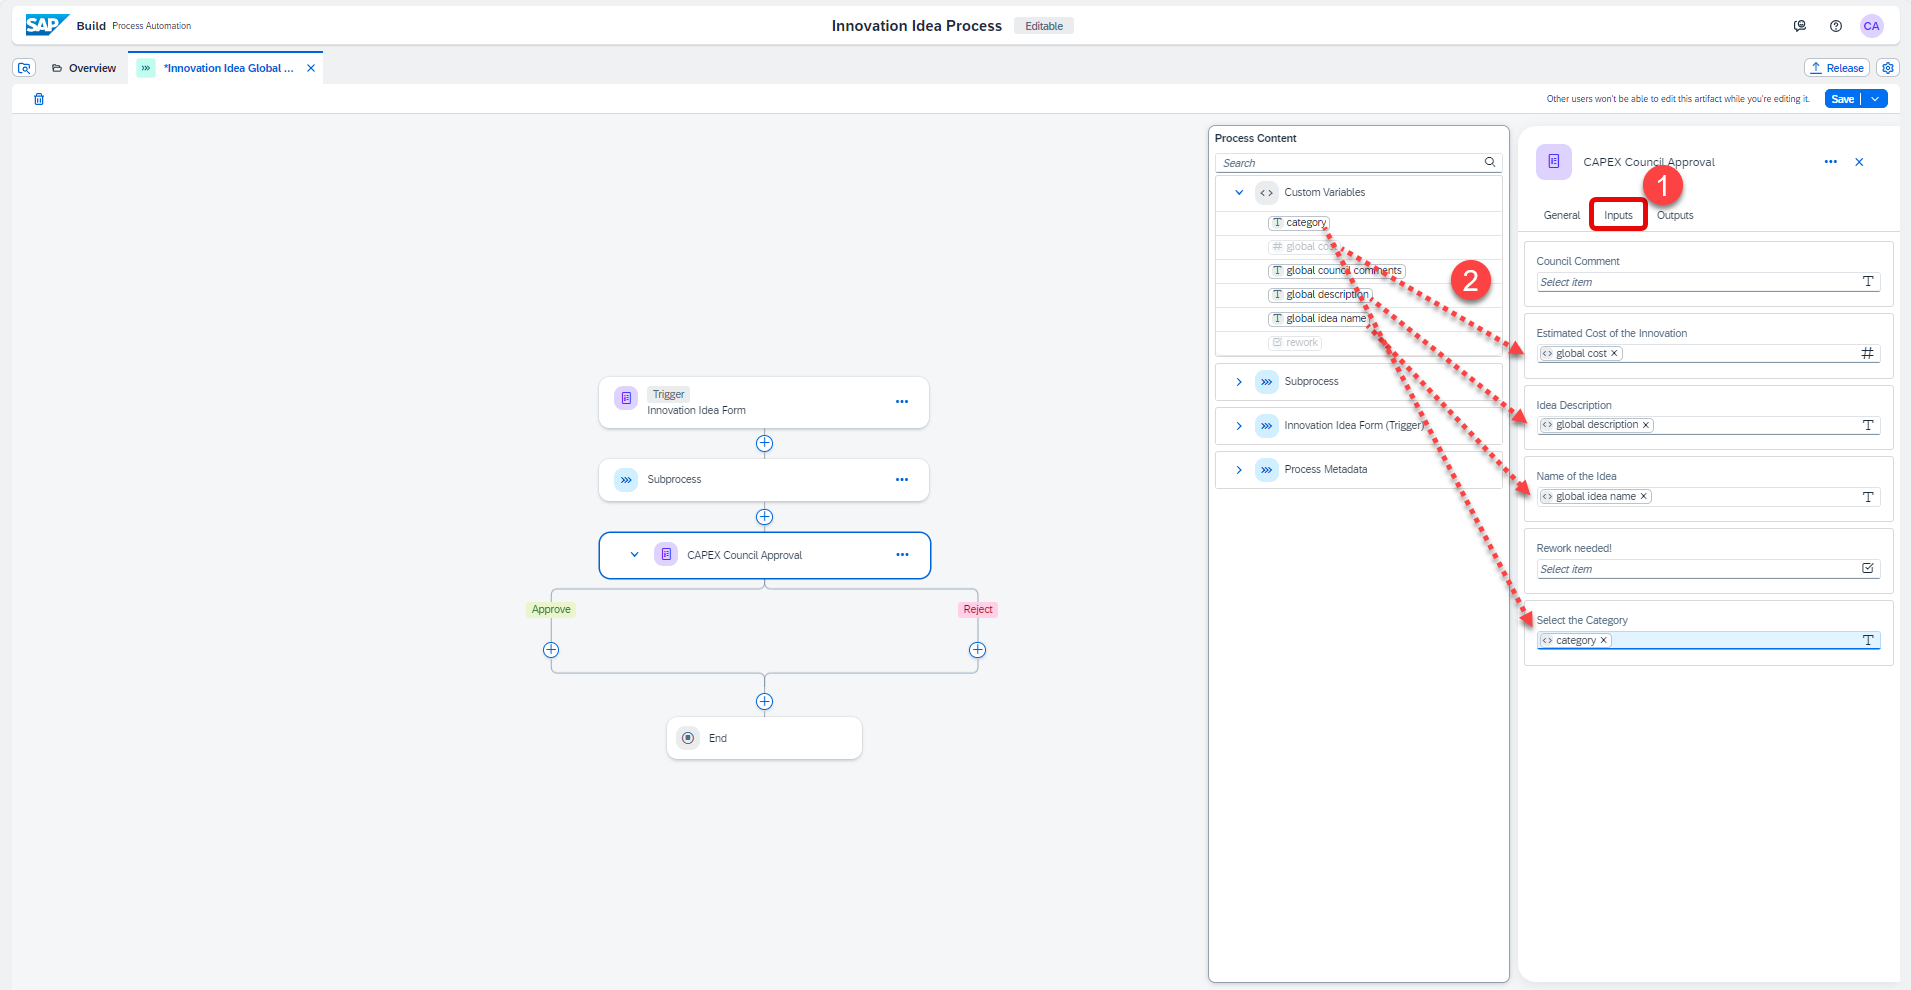 SAP Build Process Automation
Innovation Idea Process Editable
CA
Overview
*Innovation Idea Global ...
Release
Other users won't be able to edit this artifact while you're editing it.
Save
Trigger
Innovation Idea Form
Subprocess
CAPEX Council Approval
Approve
Reject
End
Process Content
Search
Custom Variables
category
global co
global council comments
global description
global idea name
rework
Subprocess
Innovation Idea Form (Trigger)
Process Metadata
2
CAPEX Council Approval
1
General Inputs Outputs
Council Comment
Select item
Estimated Cost of the Innovation
global cost
Idea Description
global description
Name of the Idea
global idea name
Rework needed!
Select item
Select the Category
category